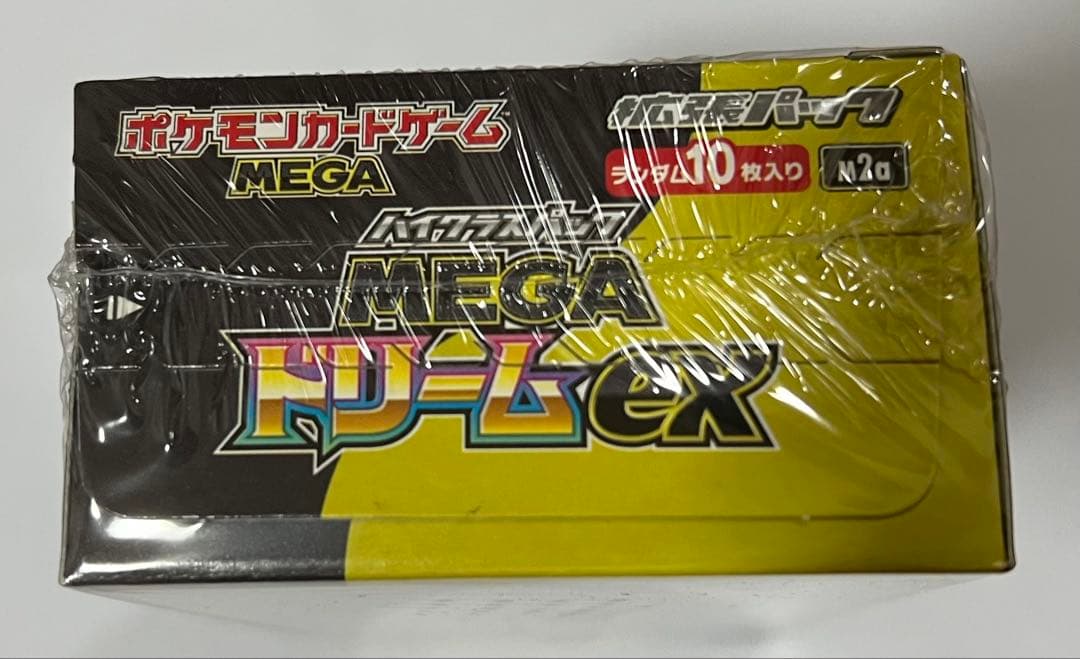 ポケモンカードゲーム
MEGA
拡張パック
ランダム10枚入り
M2a
ハイクラスパック
MEGA
ドリームex